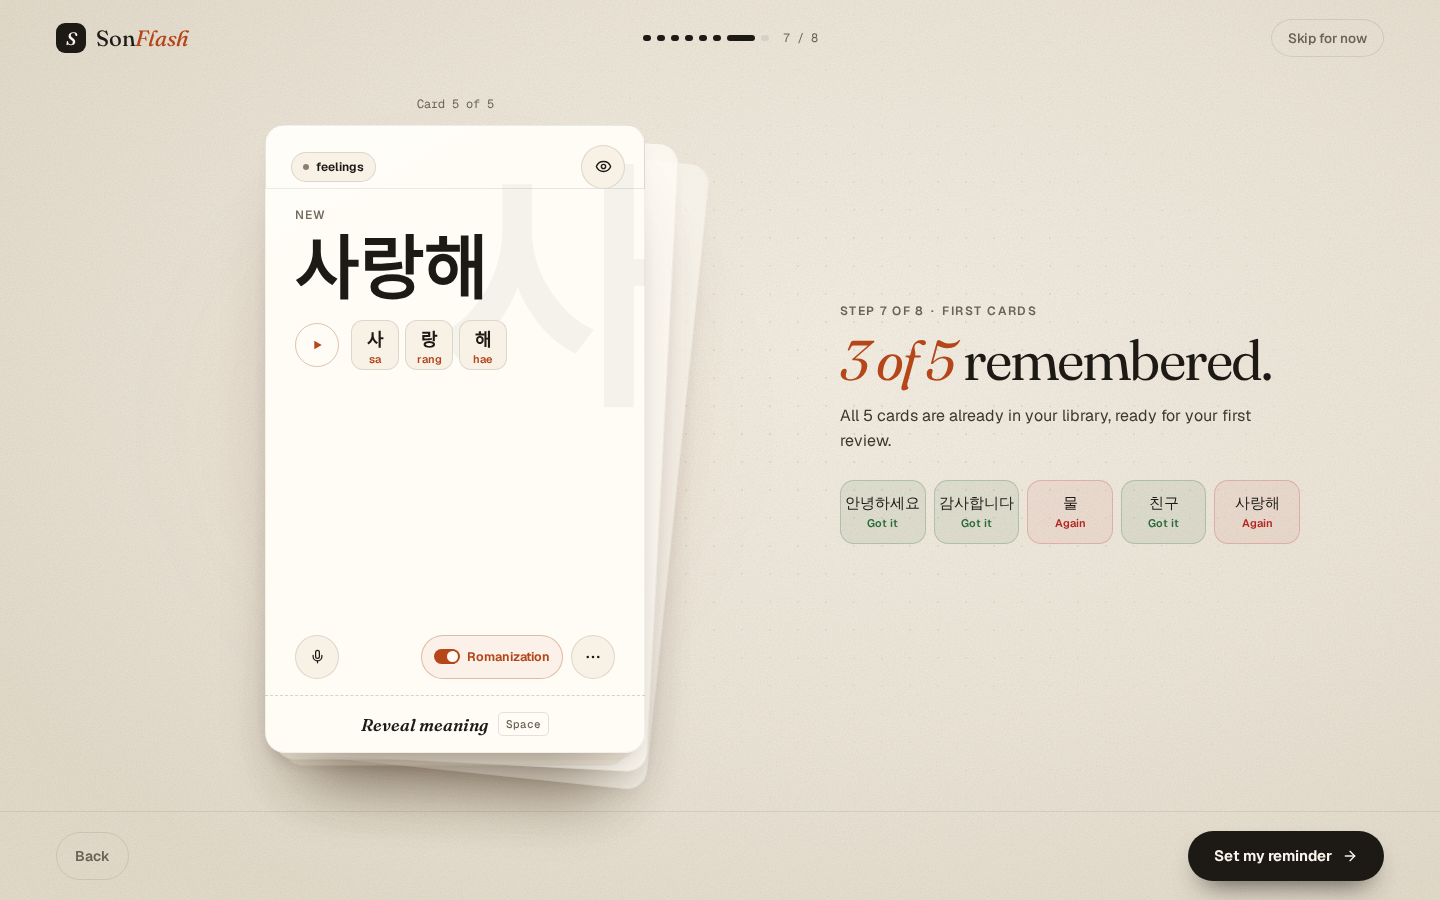 S SonFlash
7 / 8
Skip for now
Card 5 of 5
feelings
NEW
사랑해
사
사 랑 해
sa rang hae
Romanization
Reveal meaning Space
STEP 7 OF 8 · FIRST CARDS
3 of 5 remembered.
All 5 cards are already in your library, ready for your first
review.
안녕하세요 감사합니다 물 친구 사랑해
Got it Got it Again Got it Again
Back
Set my reminder →